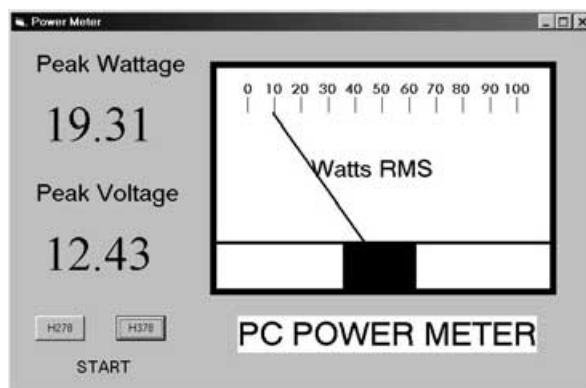 Power Meter
Peak Wattage
19.31
Peak Voltage
12.43
H278 H378
START
0 10 20 30 40 50 60 70 80 90 100
Watts RMS
PC POWER METER